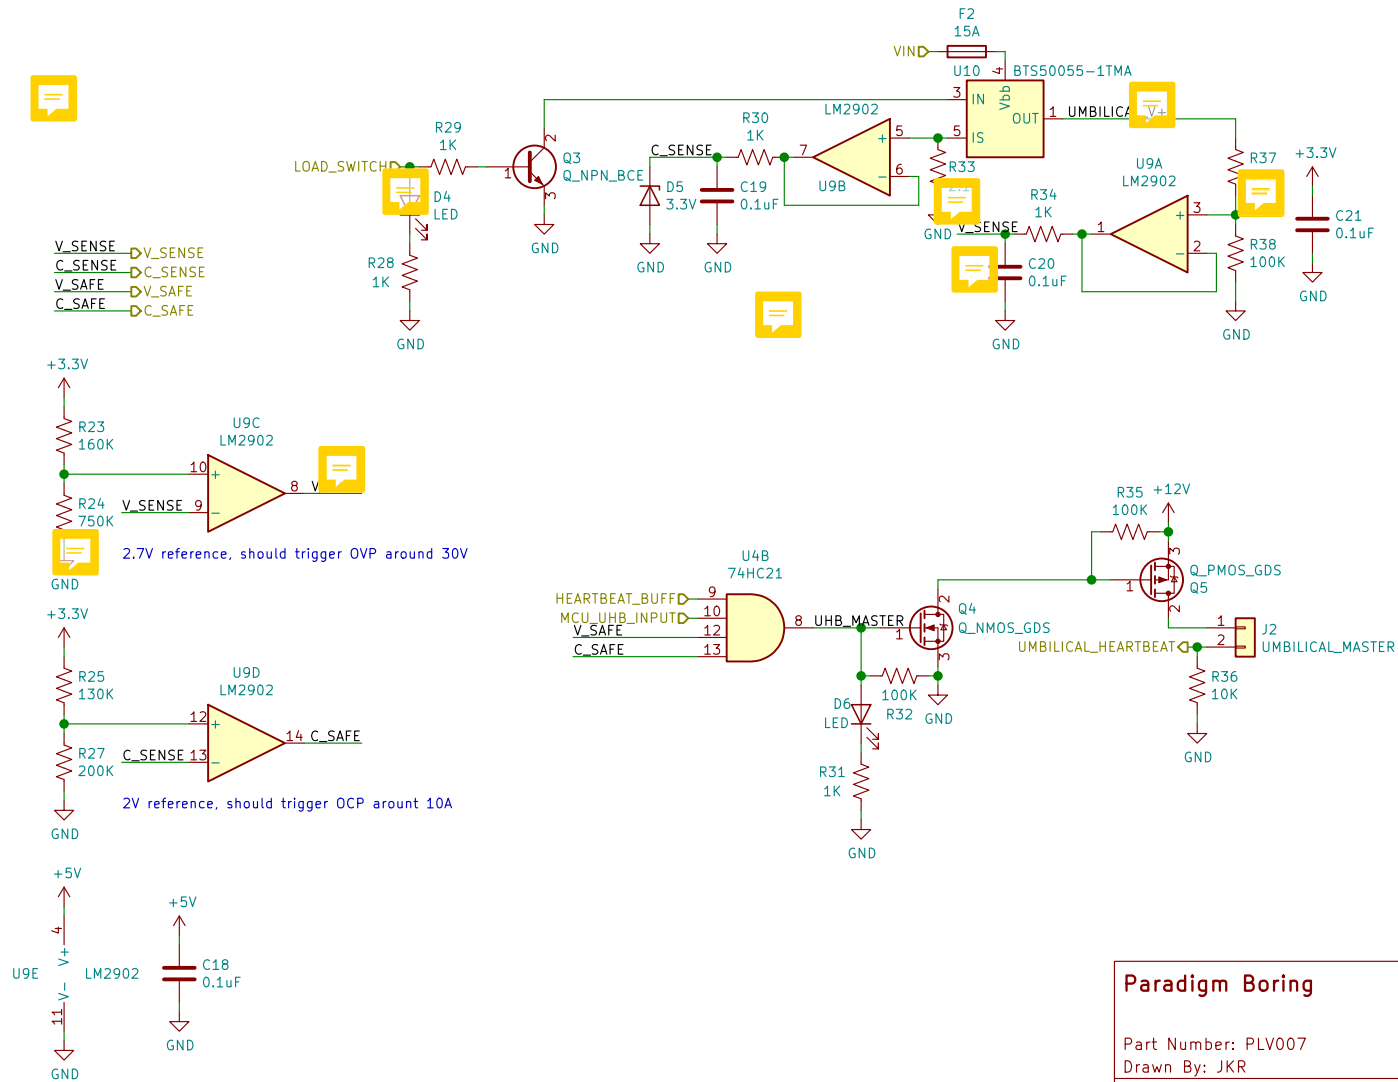 F2
15A
VIN
U10
BTS50055-1TMA
4
Vbb
3
IN
OUT
1
5
IS
V+
LM2902
5
+
6
−
7
U9B
R30
1K
C_SENSE
D5
3.3V
C19
0.1uF
GND
GND
R33
GND
R29
1K
LOAD_SWITCH
1
2
3
Q3
Q_NPN_BCE
GND
D4
LED
R28
1K
GND
R37
+3.3V
U9A
LM2902
3
+
2
−
1
R34
1K
V_SENSE
C20
0.1uF
GND
R38
100K
GND
C21
0.1uF
GND
V_SENSE
V_SENSE
C_SENSE
C_SENSE
V_SAFE
V_SAFE
C_SAFE
C_SAFE
+3.3V
R23
160K
R24
750K
GND
U9C
LM2902
10
+
V_SENSE
9
−
8
2.7V reference, should trigger OVP around 30V
+3.3V
R25
130K
R27
200K
GND
U9D
LM2902
12
+
C_SENSE
13
−
14
C_SAFE
2V reference, should trigger OCP arount 10A
U4B
74HC21
HEARTBEAT_BUFF
9
MCU_UHB_INPUT
10
V_SAFE
12
C_SAFE
13
8
UHB_MASTER
1
2
3
Q4
Q_NMOS_GDS
100K
R32
GND
D6
LED
R31
1K
GND
R35
100K
+12V
1
3
2
Q_PMOS_GDS
Q5
1
2
J2
UMBILICAL_MASTER
UMBILICAL_HEARTBEAT
R36
10K
GND
+5V
4
V+
U9E
LM2902
V-
11
GND
+5V
C18
0.1uF
GND
Paradigm Boring
Part Number: PLV007
Drawn By: JKR